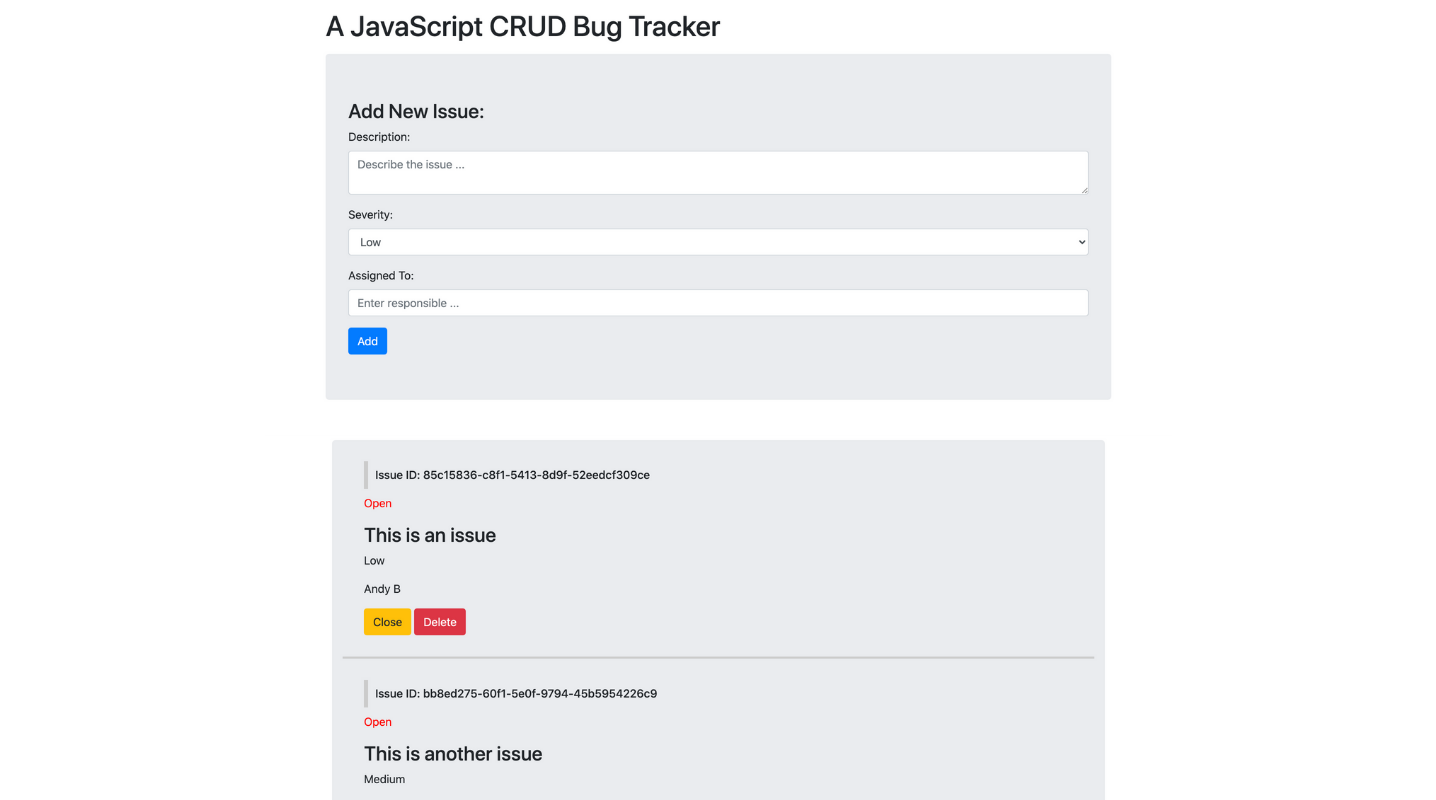 A JavaScript CRUD Bug Tracker
Add New Issue:
Description:
Describe the issue ...
Severity:
Low
Assigned To:
Enter responsible ...
Add
Issue ID: 85c15836-c8f1-5413-8d9f-52eedcf309ce
Open
This is an issue
Low
Andy B
Close Delete
Issue ID: bb8ed275-60f1-5e0f-9794-45b5954226c9
Open
This is another issue
Medium